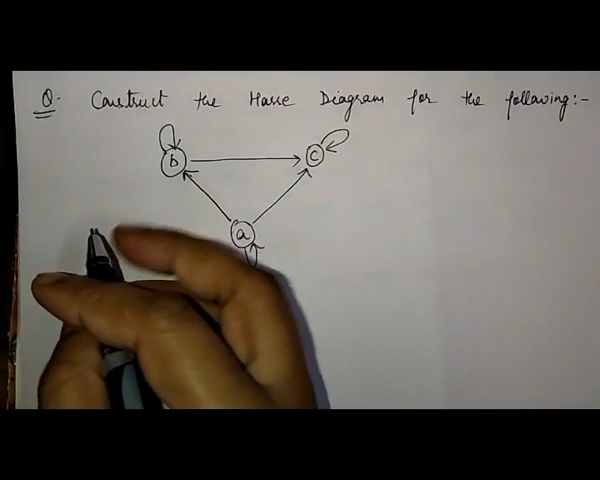 Q. Construct the Hasse Diagram for the following:-
b c
a